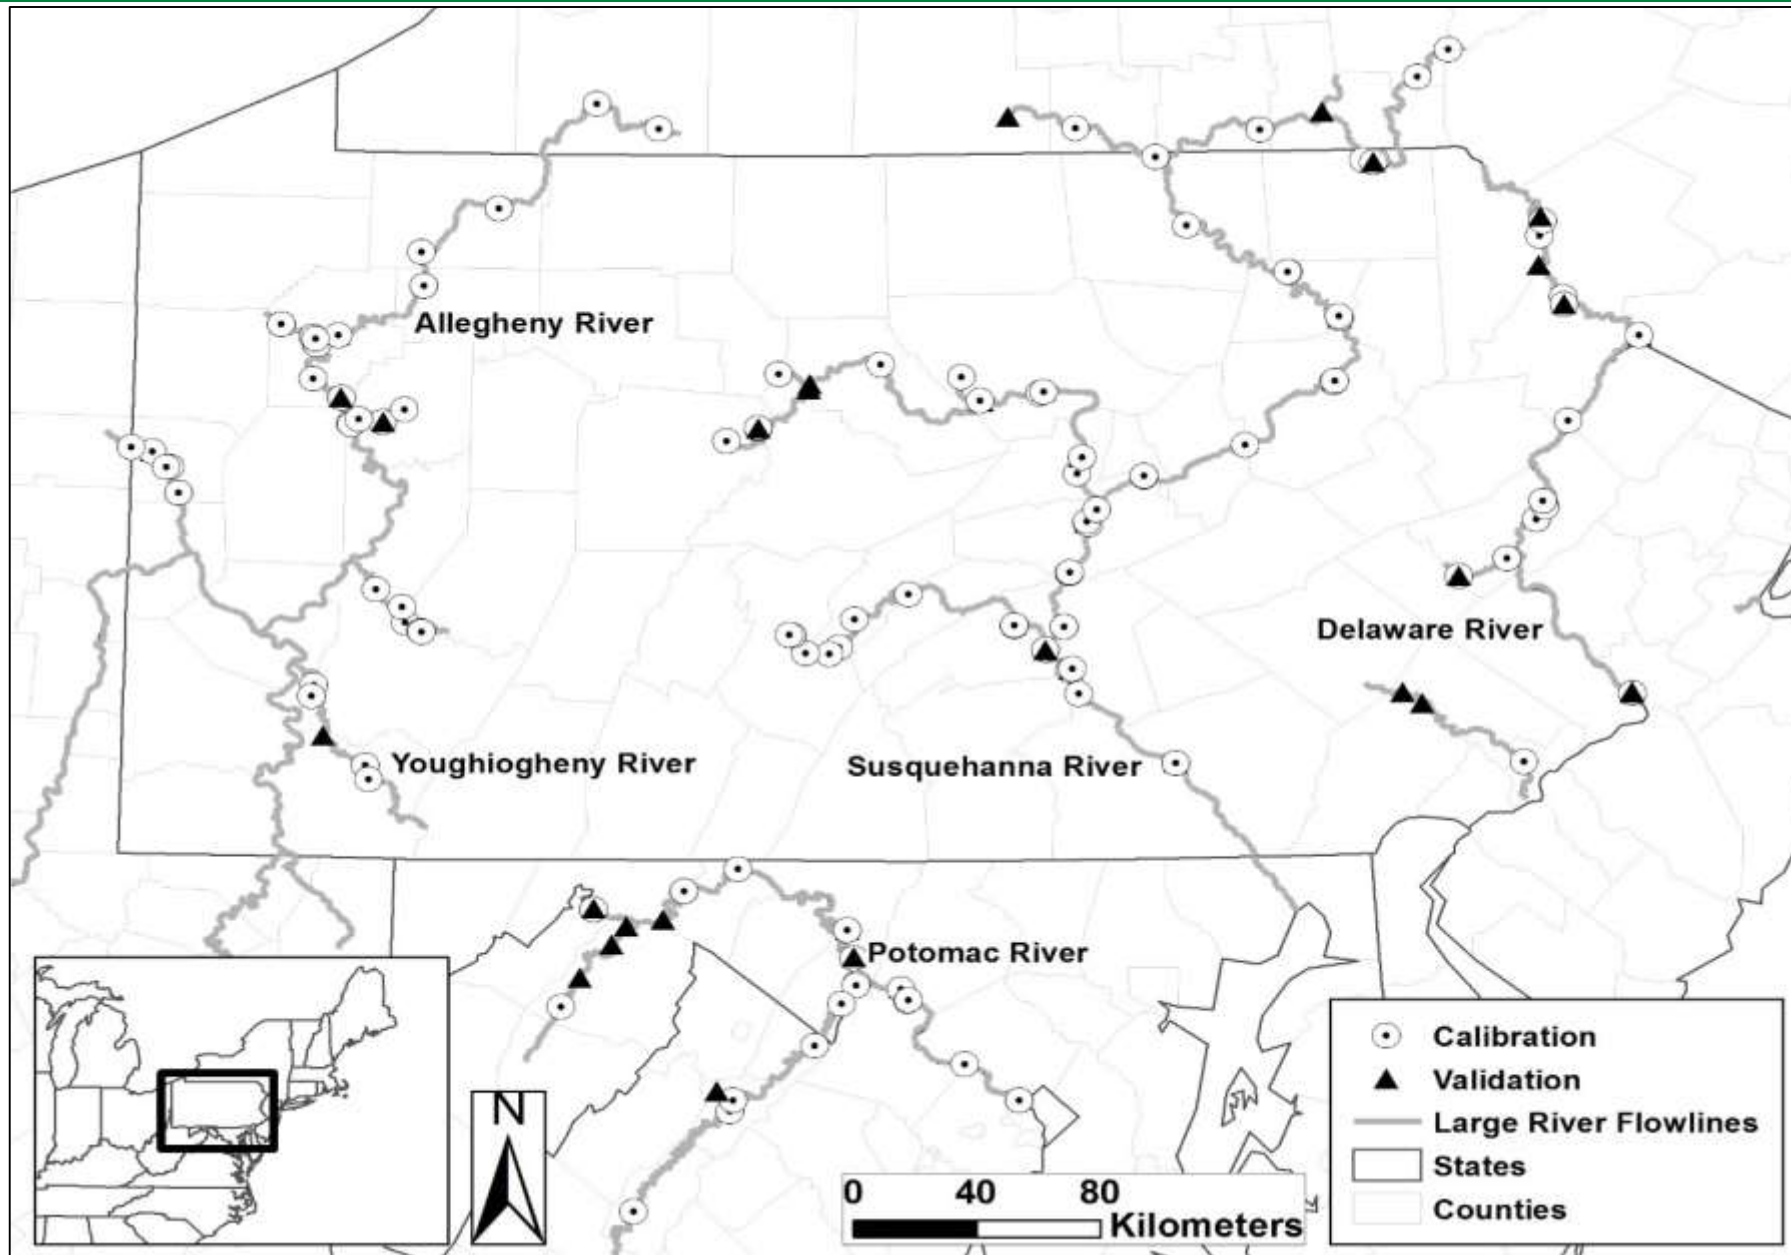 Allegheny River
Delaware River
Youghiogheny River
Susquehanna River
Potomac River
N
0 40 80
Kilometers
Calibration
Validation
Large River Flowlines
States
Counties